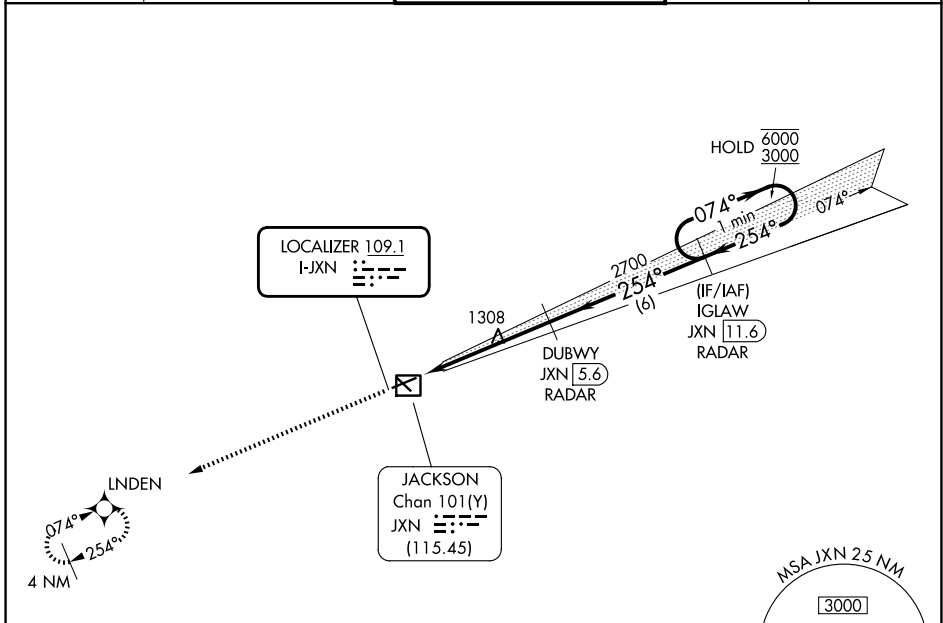 HOLD 6000
3000
074°
1 min
254°
074°
LOCALIZER 109.1
I-JXN
2700
254°
(6)
(IF/IAF)
IGLAW
JXN 11.6
RADAR
1308
DUBWY
JXN 5.6
RADAR
LNDEN
074°
254°
4 NM
JACKSON
Chan 101(Y)
JXN
(115.45)
MSA JXN 25 NM
3000